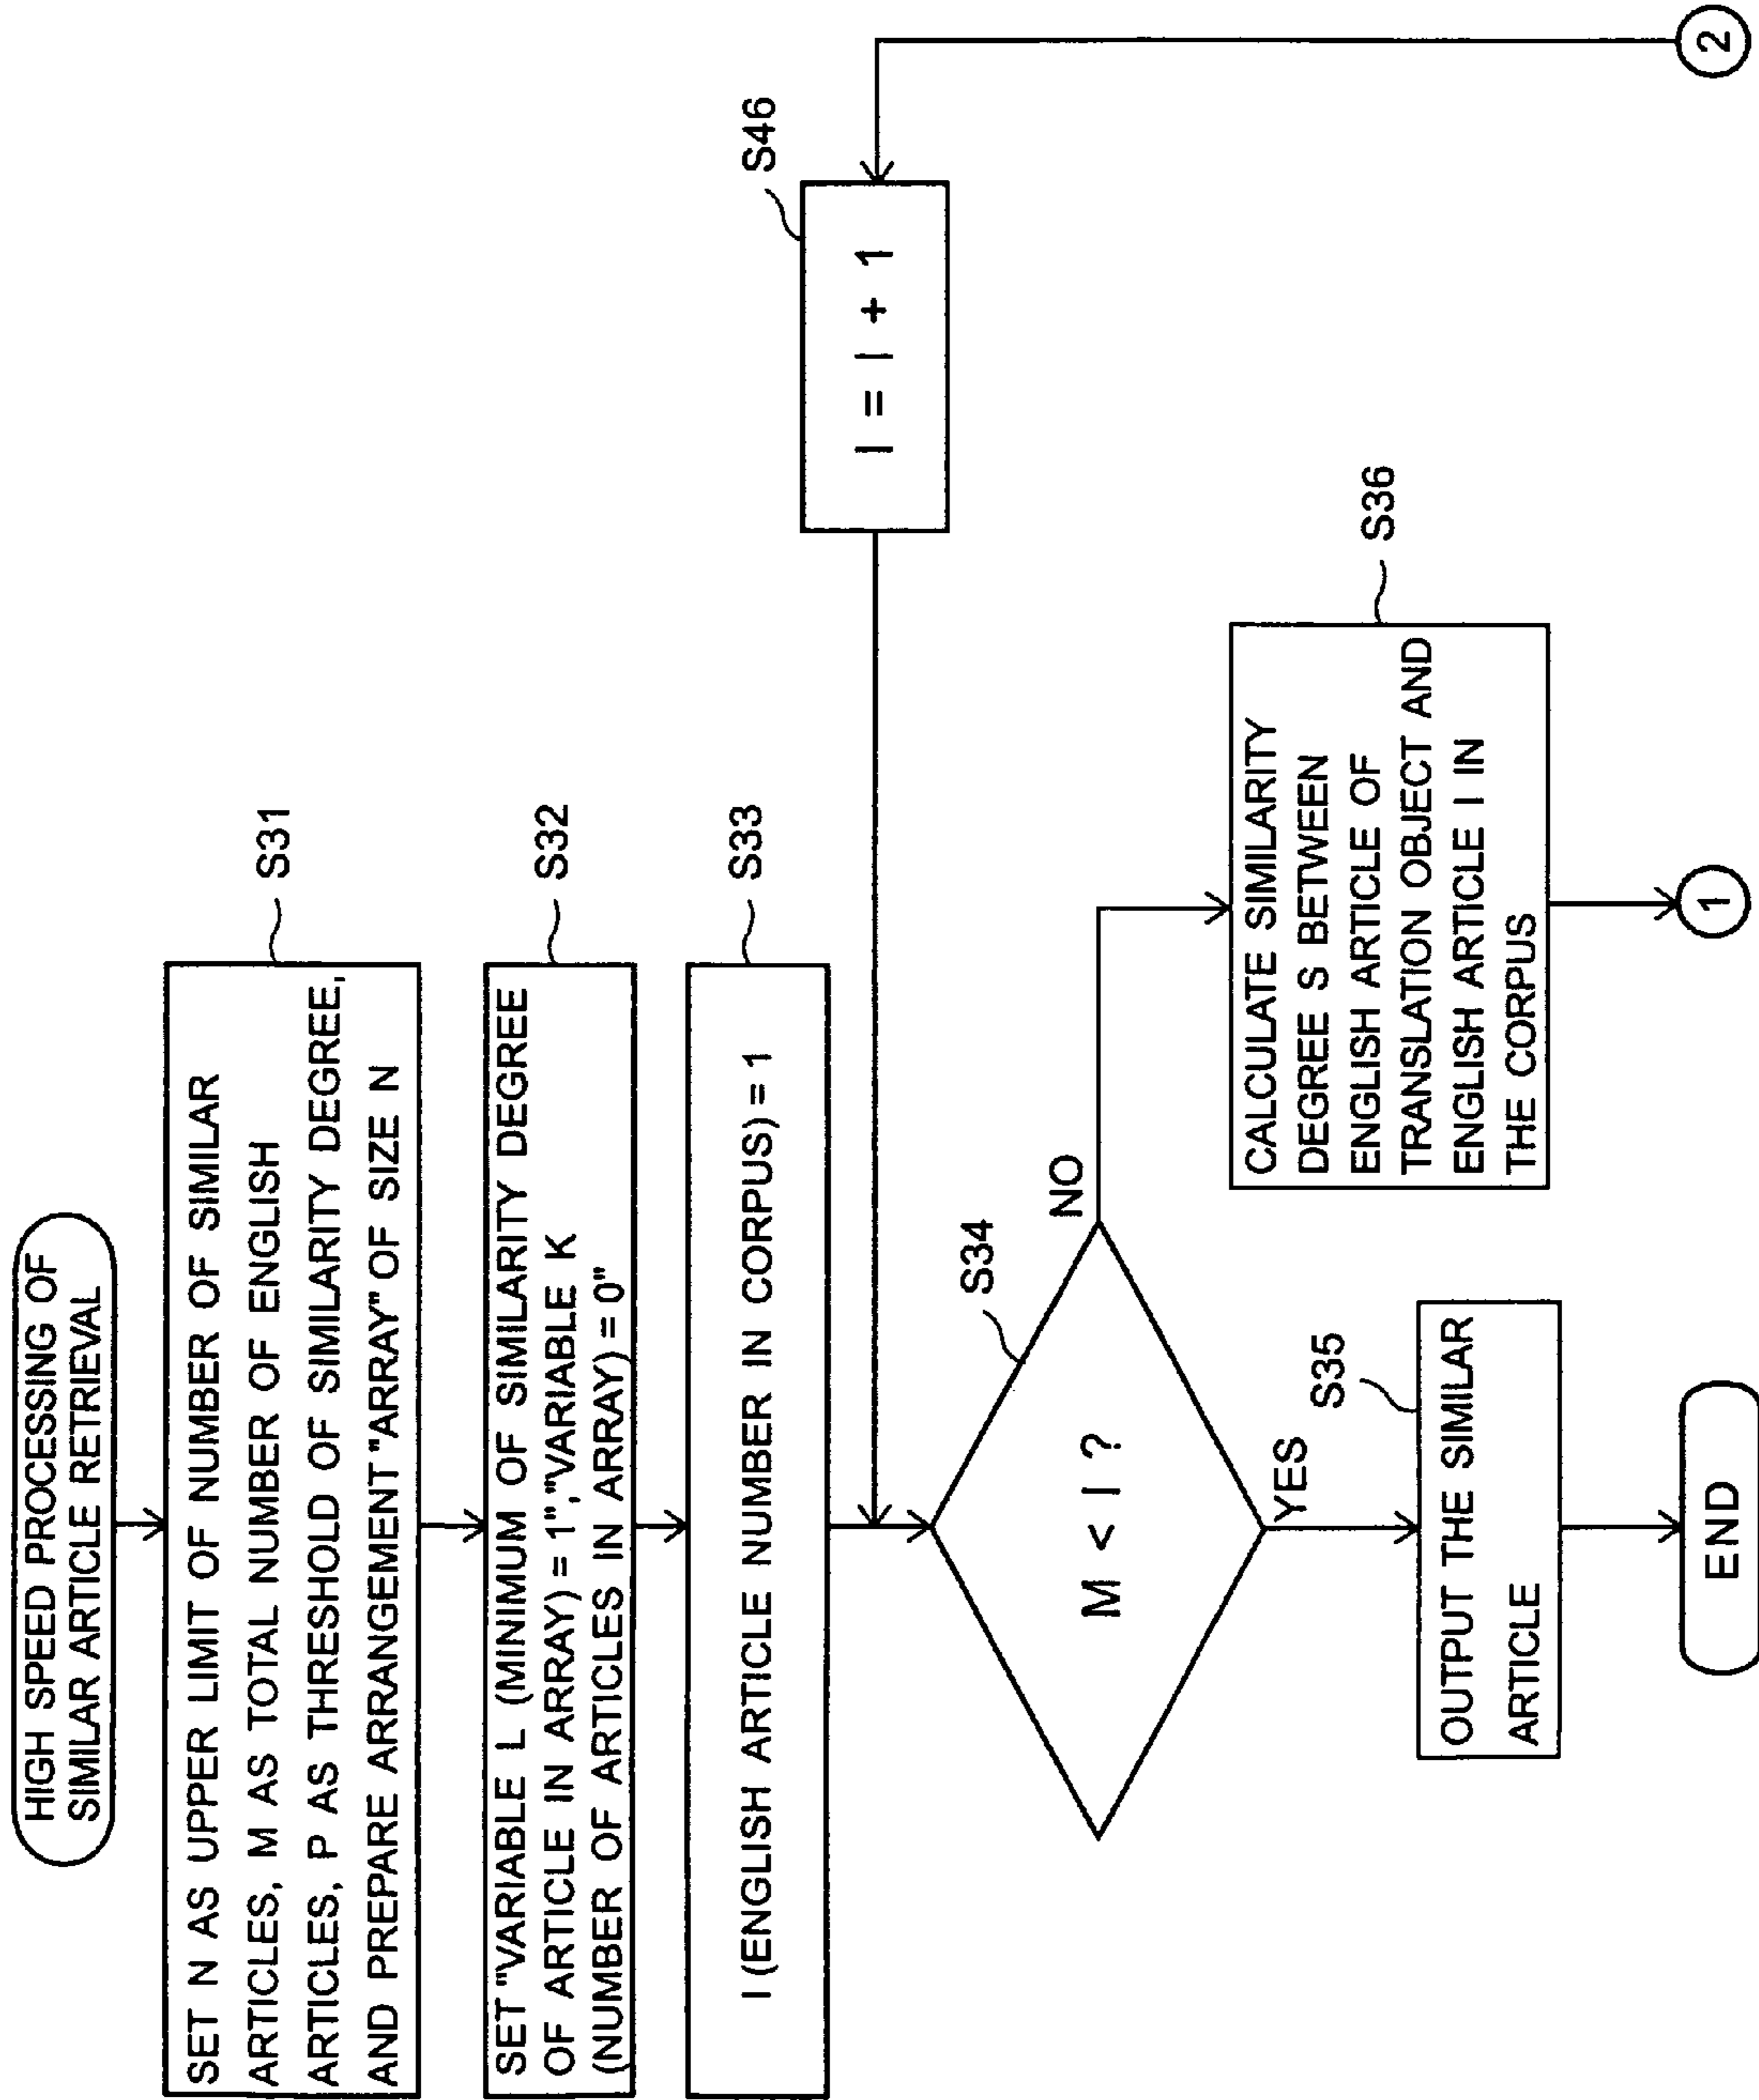 HIGH SPEED PROCESSING OF
SIMILAR ARTICLE RETRIEVAL
S31
SET N AS UPPER LIMIT OF NUMBER OF SIMILAR
ARTICLES, M AS TOTAL NUMBER OF ENGLISH
ARTICLES, P AS THRESHOLD OF SIMILARITY DEGREE,
AND PREPARE ARRANGEMENT "ARRAY" OF SIZE N
S32
SET "VARIABLE L (MINIMUM OF SIMILARITY DEGREE
OF ARTICLE IN ARRAY) = 1","VARIABLE K
(NUMBER OF ARTICLES IN ARRAY) = 0"
S33
I (ENGLISH ARTICLE NUMBER IN CORPUS) = 1
S46
I = I + 1
S34
M < I ?
NO
YES
S35
OUTPUT THE SIMILAR
ARTICLE
S36
CALCULATE SIMILARITY
DEGREE S BETWEEN
ENGLISH ARTICLE OF
TRANSLATION OBJECT AND
ENGLISH ARTICLE I IN
THE CORPUS
END
1
2